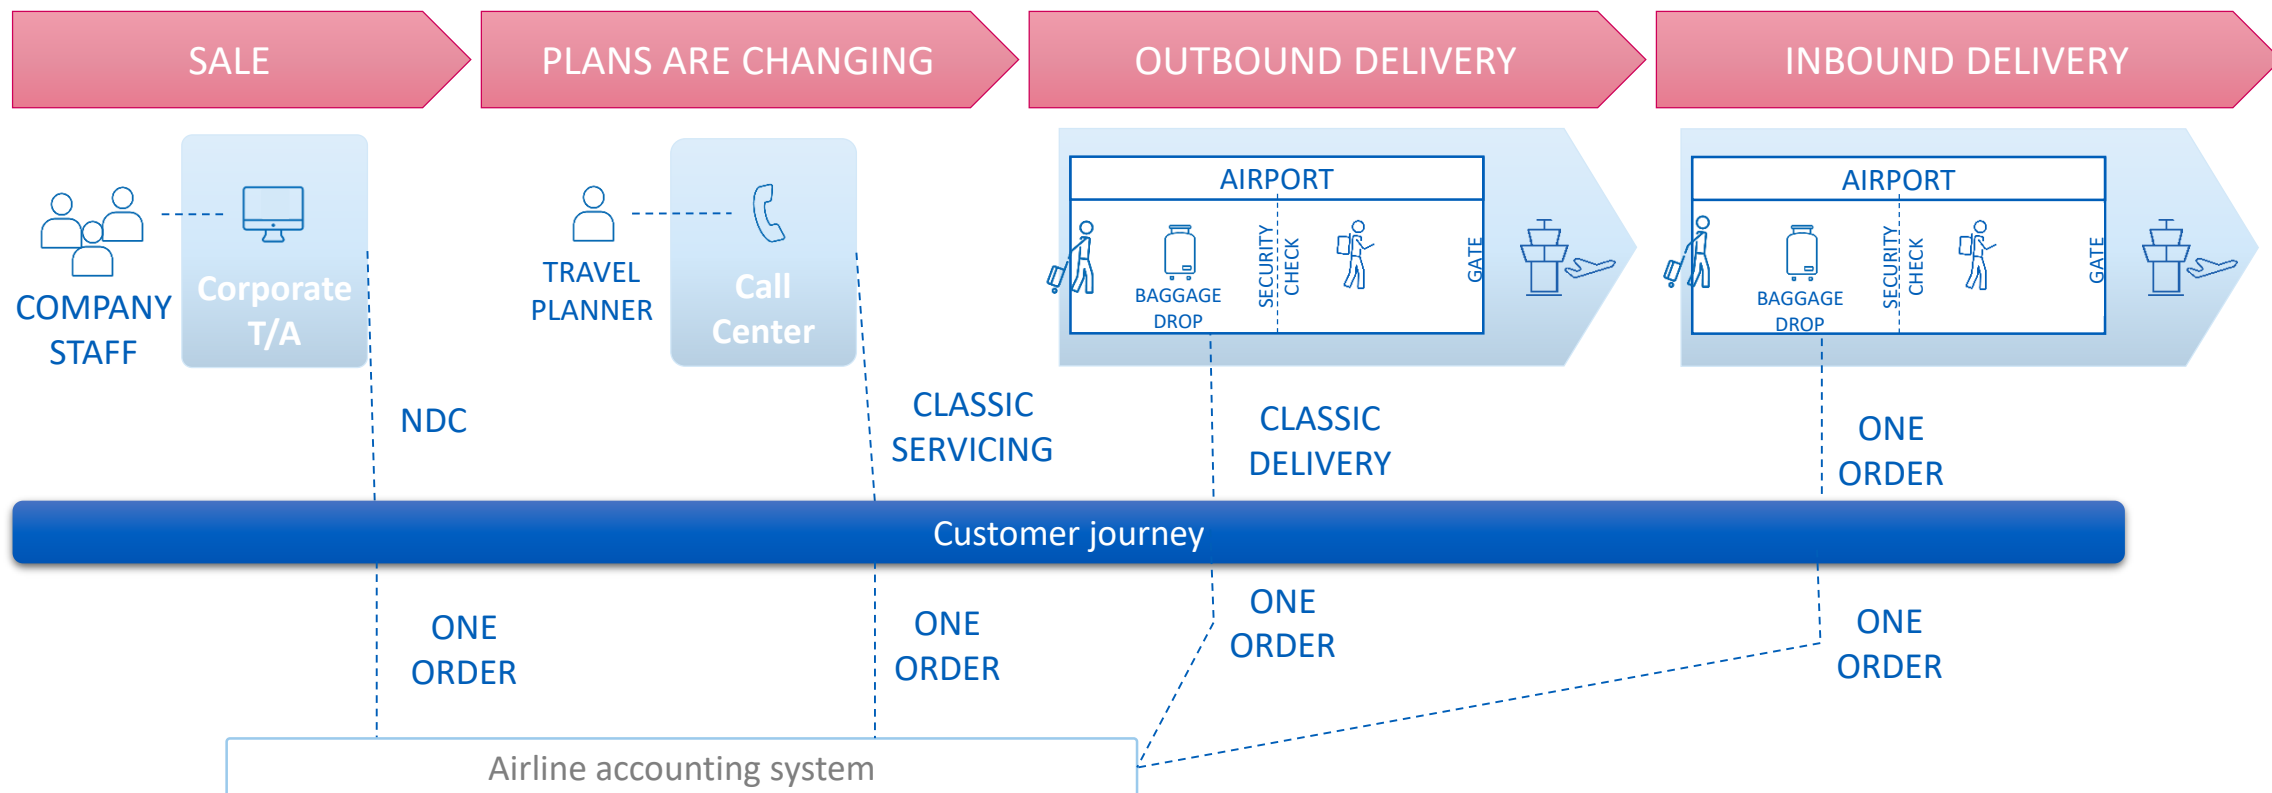 SALE
PLANS ARE CHANGING
OUTBOUND DELIVERY
INBOUND DELIVERY
COMPANY
STAFF
Corporate
T/A
TRAVEL
PLANNER
Call
Center
AIRPORT
BAGGAGE
DROP
SECURITY
CHECK
GATE
AIRPORT
BAGGAGE
DROP
SECURITY
CHECK
GATE
NDC
CLASSIC
SERVICING
CLASSIC
DELIVERY
ONE
ORDER
Customer journey
ONE
ORDER
ONE
ORDER
ONE
ORDER
ONE
ORDER
Airline accounting system